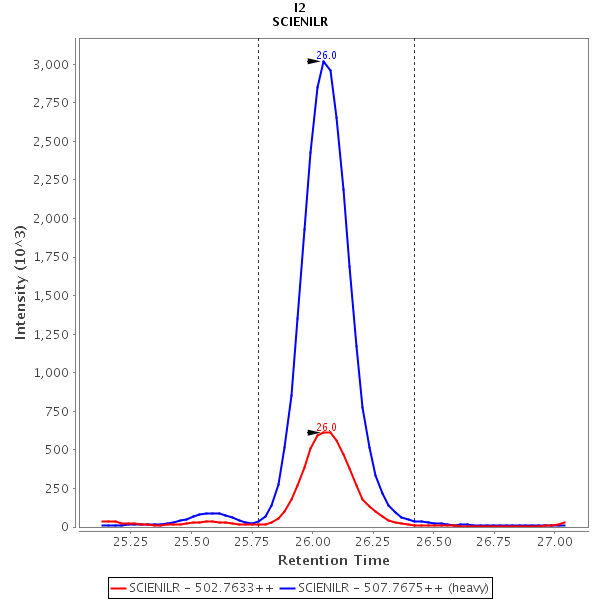 I2
SCIENILR
26.0
3,000
2,750
2,500
2,250
2,000
1,750
1,500
1,250
1,000
750
500
250
0
Intensity (10^3)
26.0
25.25 25.50 25.75 26.00 26.25 26.50 26.75 27.00
Retention Time
SCIENILR - 502.7633++ SCIENILR - 507.7675++ (heavy)